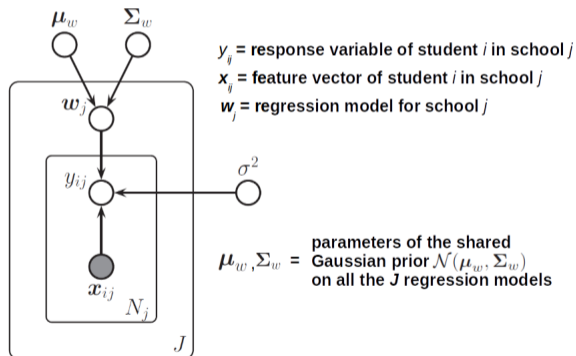 μ_w Σ_w
y_ij = response variable of student i in school j
x_ij = feature vector of student i in school j
w_j = regression model for school j
w_j
y_ij
σ²
x_ij
N_j
J
μ_w, Σ_w = parameters of the shared
Gaussian prior 𝒩(μ_w, Σ_w)
on all the J regression models